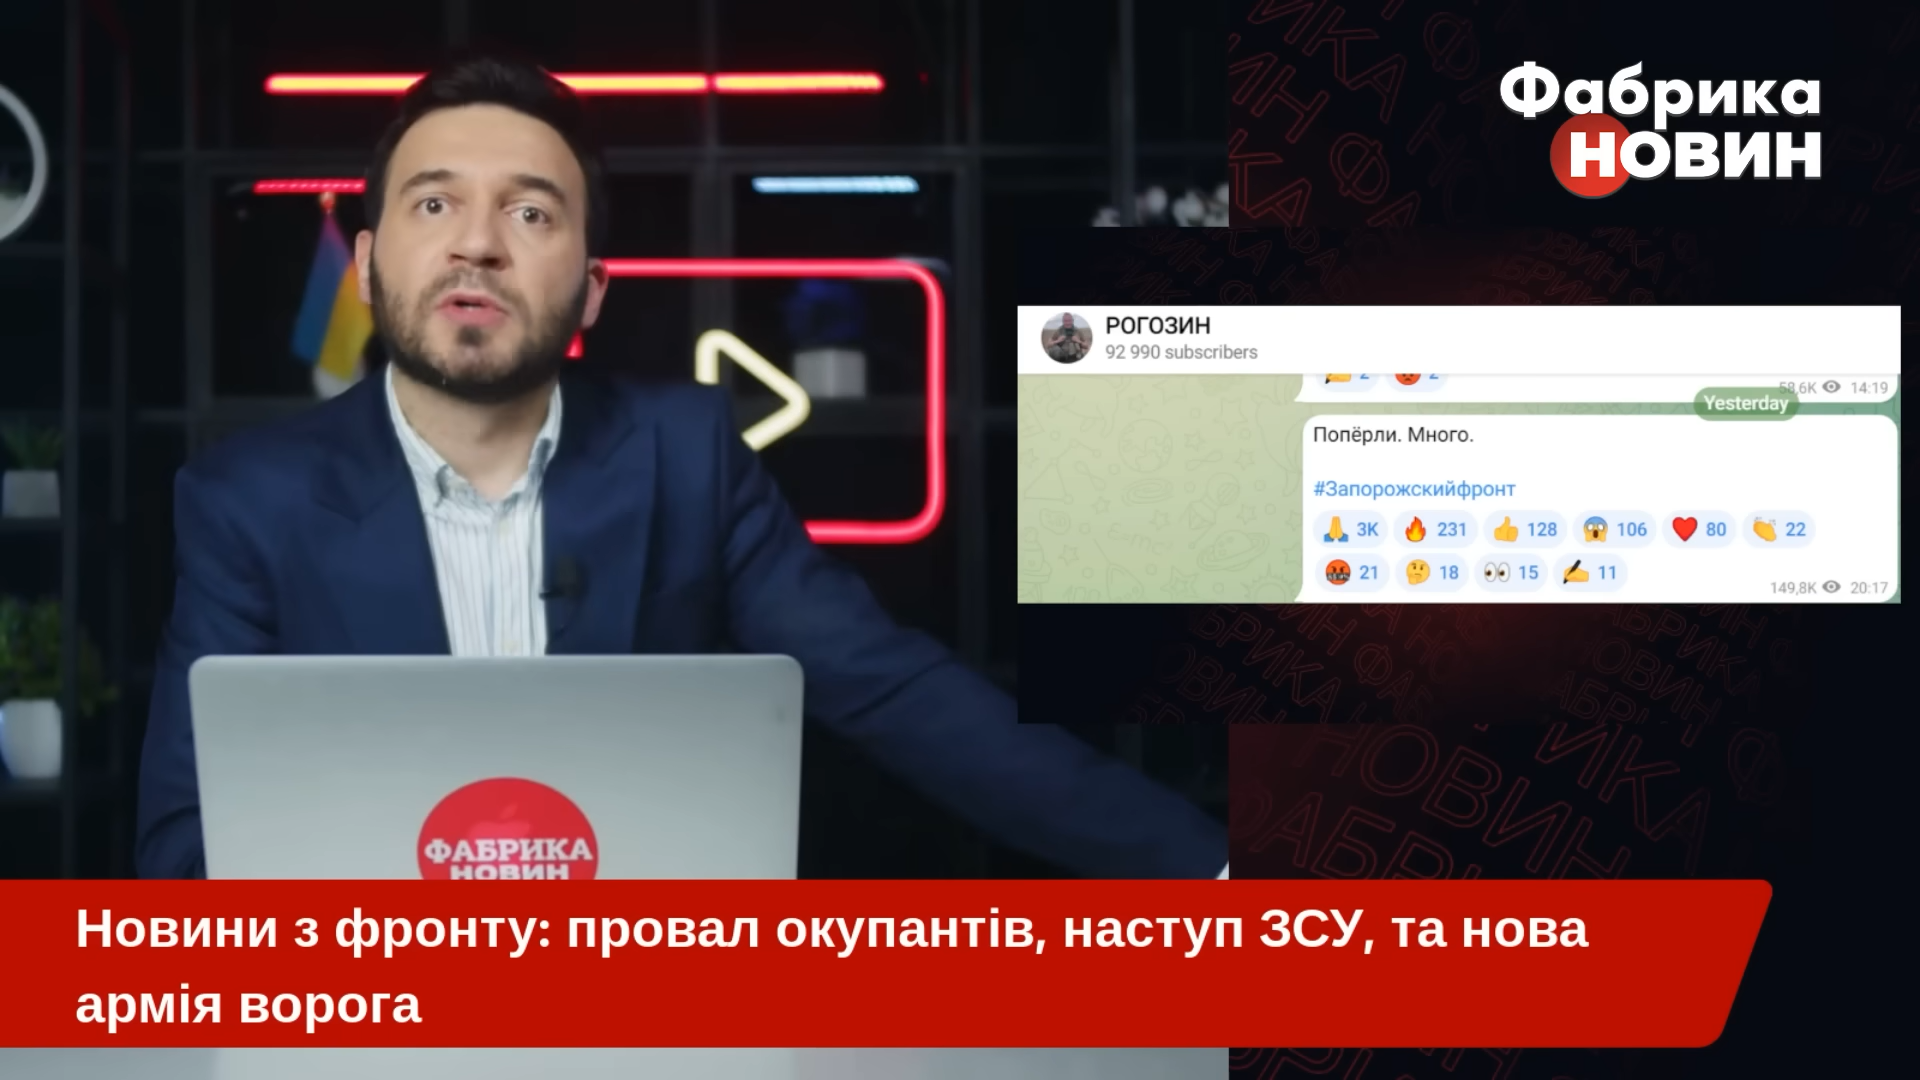 Фабрика
НОВИН
РОГОЗИН
92 990 subscribers
2 2
58,6K 14:19
Yesterday
Попёрли. Много.
#Запорожскийфронт
3K 231 128 106 80 22
21 18 15 11
149,8K 20:17
ФАБРИКА
НОВИН
Новини з фронту: провал окупантів, наступ ЗСУ, та нова
армія ворога